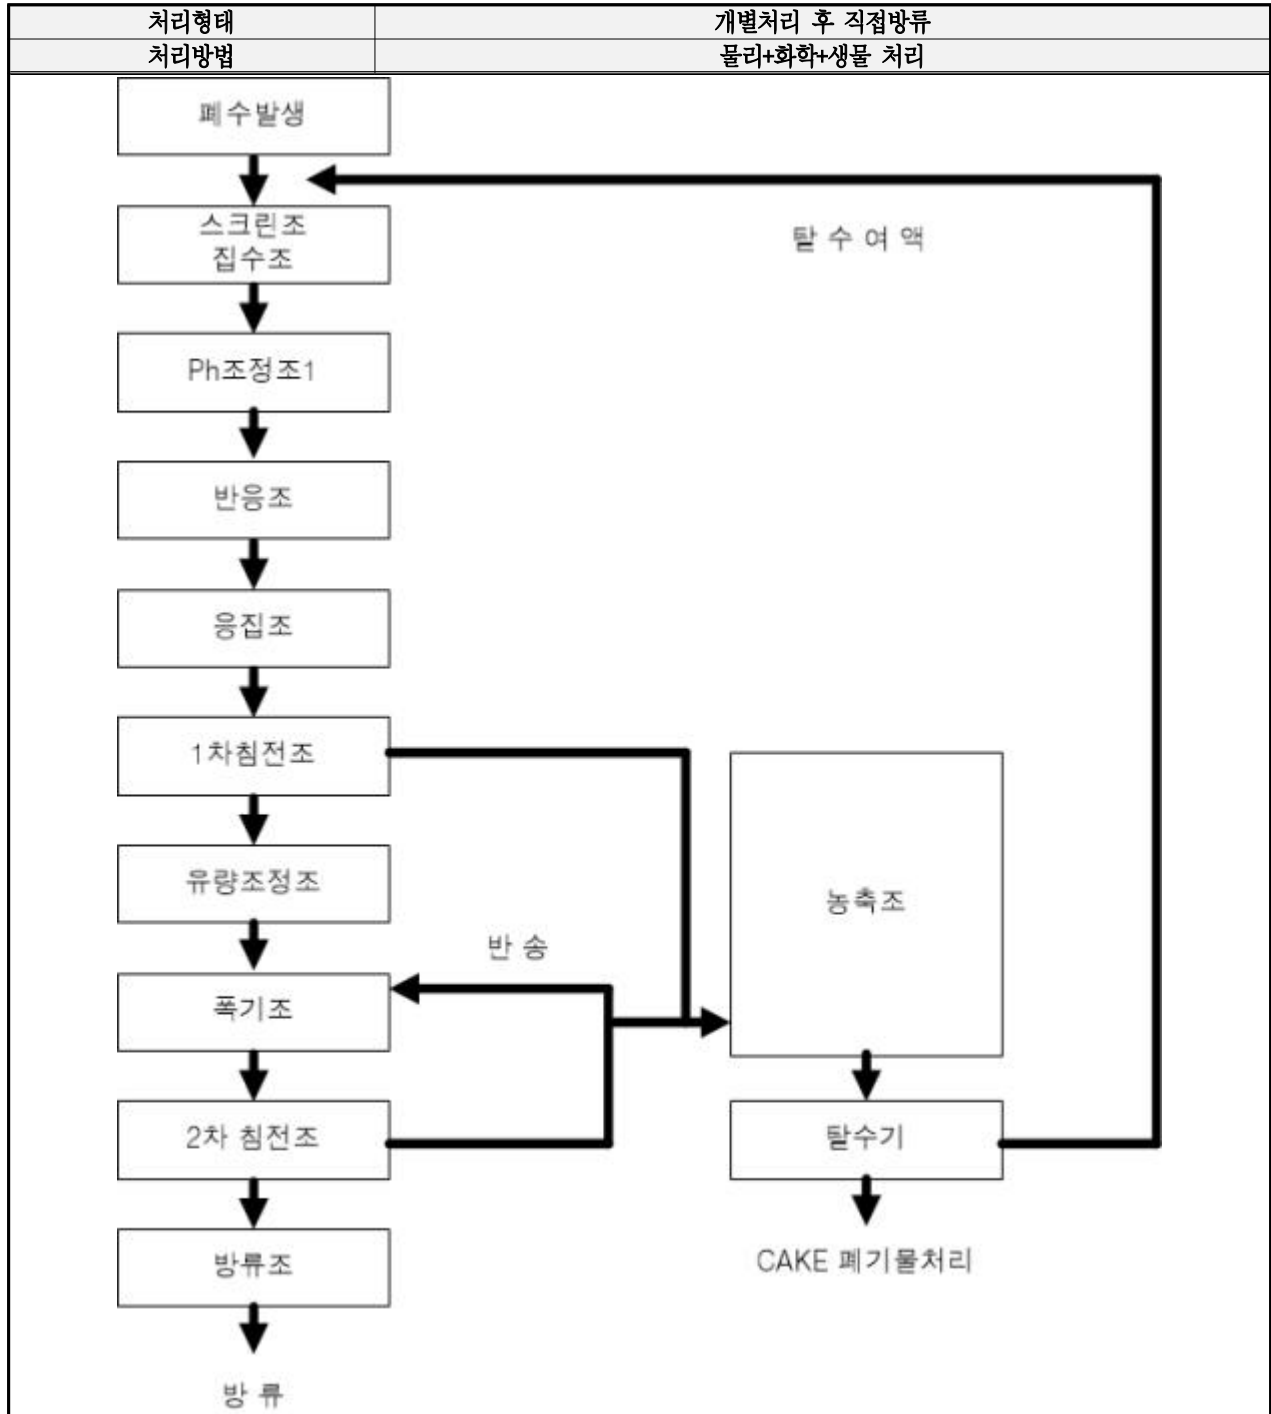 처리형태 개별처리 후 직접방류
처리방법 물리+화학+생물 처리
폐수발생
스크린조
집수조
탈 수 여 액
Ph조정조1
반응조
응집조
1차침전조
유량조정조
농축조
반 송
폭기조
2차 침전조
탈수기
방류조
CAKE 폐기물처리
방 류